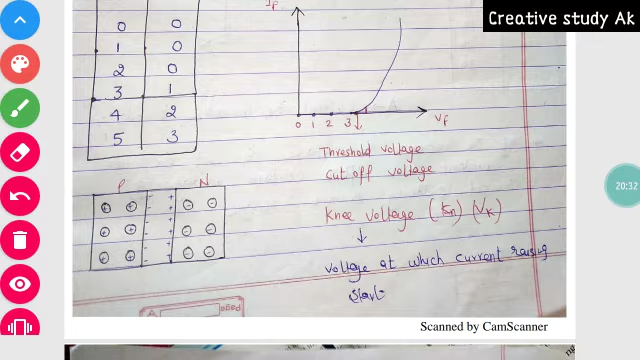 Creative study Ak
If
0 0
1 0
2 0
3 1
4 2
5 3
0 1 2 3
Vf
Threshold voltage
Cut off voltage
P N
Knee voltage (Kn) (Vk)
Voltage at which current raising
start
20:32
A
page
Scanned by CamScanner